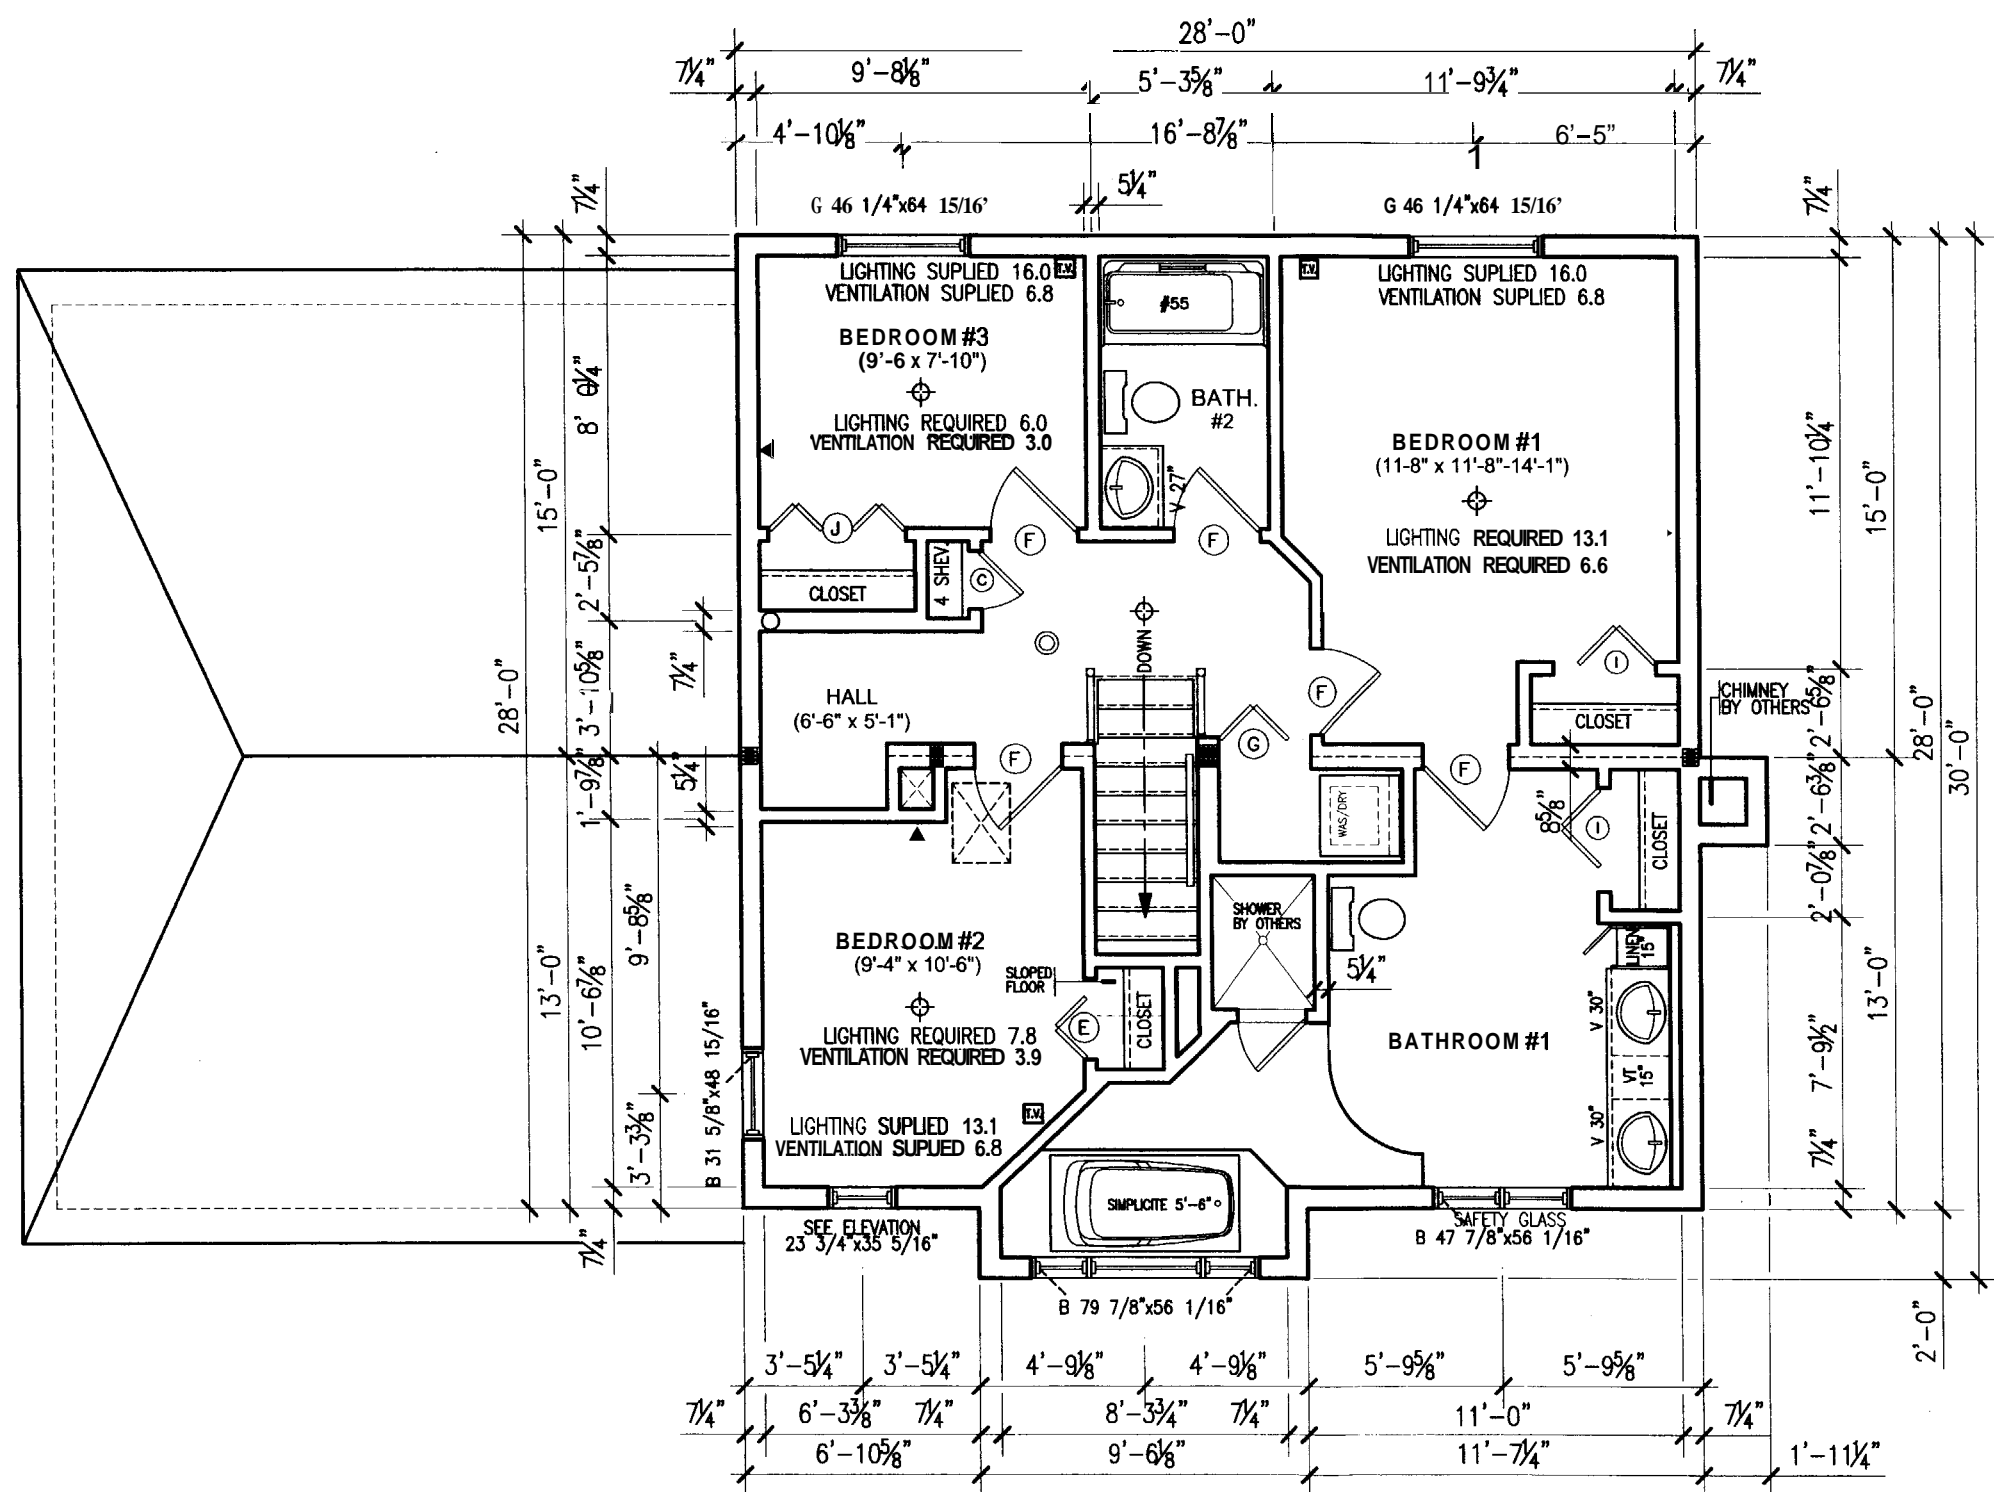 28'-0"
7¼"
9'-8⅛"
5'-3⅝"
11'-9¾"
7¼"
4'-10⅛"
16'-8⅞"
6'-5"
1
5¼"
G 46 1/4"x64 15/16'
G 46 1/4"x64 15/16'
7¼"
7¼"
LIGHTING SUPLIED 16.0
VENTILATION SUPLIED 6.8
T.V.
T.V.
LIGHTING SUPLIED 16.0
VENTILATION SUPLIED 6.8
#55
BEDROOM #3
(9'-6 x 7'-10")
LIGHTING REQUIRED 6.0
VENTILATION REQUIRED 3.0
BATH.
#2
V 27"
BEDROOM #1
(11-8" x 11'-8"-14'-1")
LIGHTING REQUIRED 13.1
VENTILATION REQUIRED 6.6
8' 0¼"
15'-0"
11'-10¼"
15'-0"
J
F
F
C
4 SHEV.
CLOSET
2'-5⅞"
7¼"
3'-10⅝"
28'-0"
DOWN
HALL
(6'-6" x 5'-1")
F
I
CLOSET
CHIMNEY
BY OTHERS
2'-6⅝"
28'-0"
30'-0"
G
F
F
5¼"
1'-9⅞"
WAS/DRY
8⅝"
I
CLOSET
2'-6⅜"
2'-0⅞"
9'-8⅝"
13'-0"
10'-6⅞"
BEDROOM #2
(9'-4" x 10'-6")
SLOPED
FLOOR
SHOWER
BY OTHERS
5¼"
LINEN
15"
13'-0"
E
CLOSET
LIGHTING REQUIRED 7.8
VENTILATION REQUIRED 3.9
BATHROOM #1
V 30"
VT
15"
V 30"
7'-9½"
7¼"
B 31 5/8"x48 15/16"
3'-3⅜"
T.V.
LIGHTING SUPLIED 13.1
VENTILATION SUPUED 6.8
SIMPLICITE 5'-6"
7¼"
SEE ELEVATION
23 3/4"x35 5/16"
SAFETY GLASS
B 47 7/8"x56 1/16"
B 79 7/8"x56 1/16"
2'-0"
3'-5¼"
3'-5¼"
4'-9⅛"
4'-9⅛"
5'-9⅝"
5'-9⅝"
7¼"
6'-3⅜"
7¼"
8'-3¾"
7¼"
11'-0"
7¼"
6'-10⅝"
9'-6⅛"
11'-7¼"
1'-11¼"